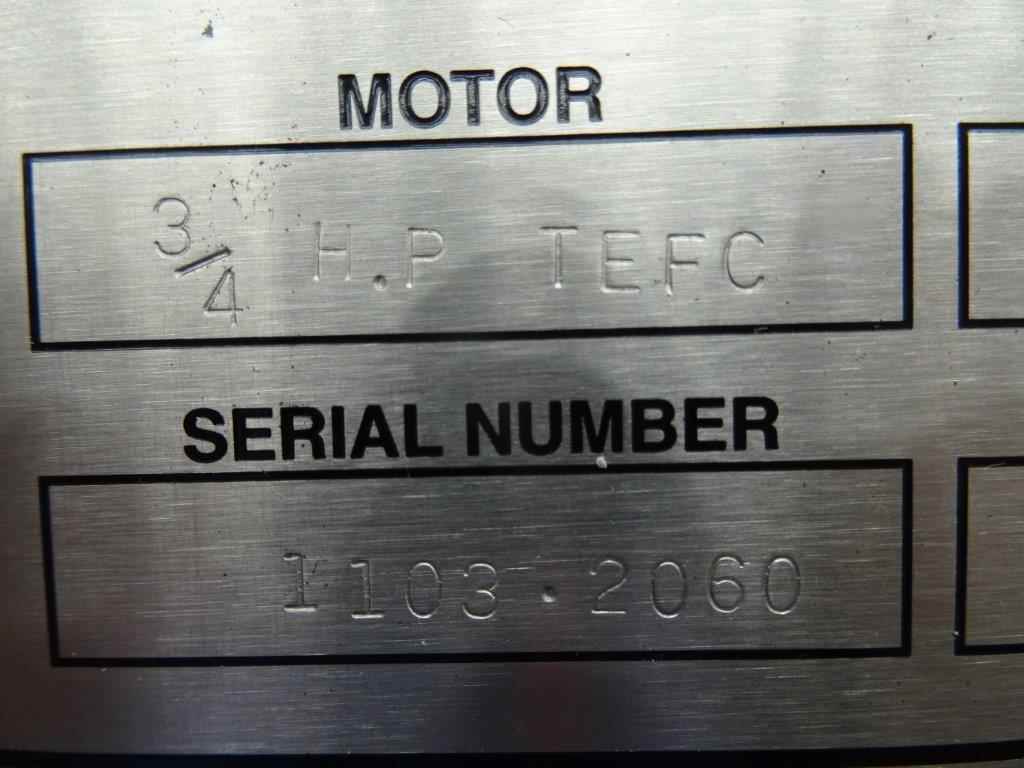 MOTOR
3/4 H.P TEFC
SERIAL NUMBER
1103·2060